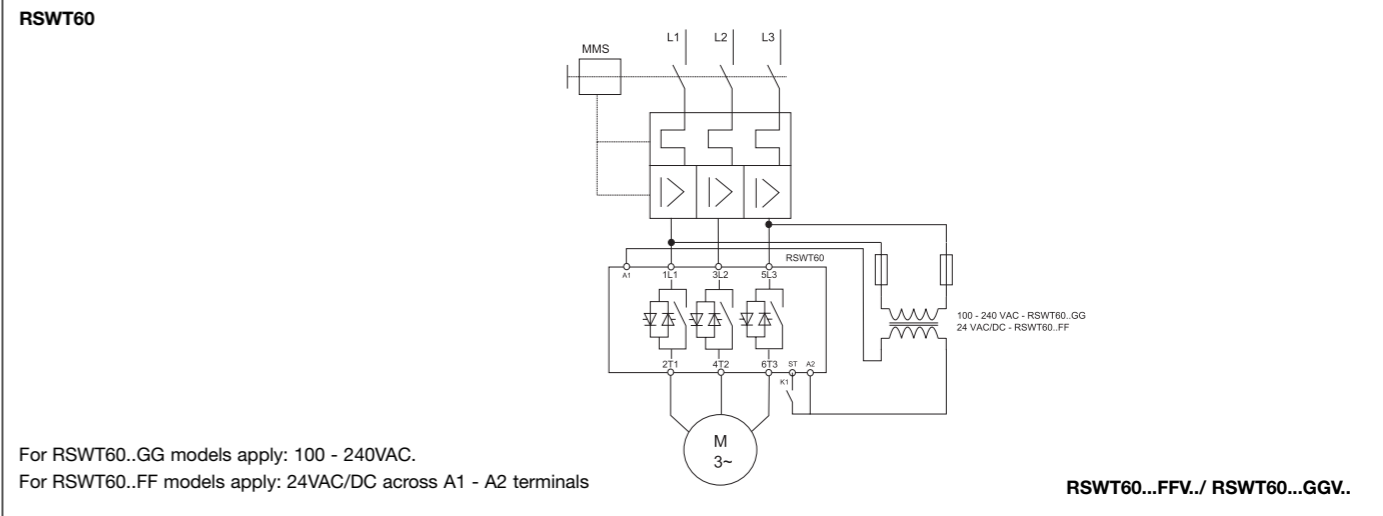 RSWT60
L1 L2 L3
MMS
RSWT60
A1 1L1 3L2 5L3
100 - 240 VAC - RSWT60..GG
24 VAC/DC - RSWT60..FF
2T1 4T2 6T3 ST A2
K1
M
3~
For RSWT60..GG models apply: 100 - 240VAC.
For RSWT60..FF models apply: 24VAC/DC across A1 - A2 terminals
RSWT60...FFV../ RSWT60...GGV..